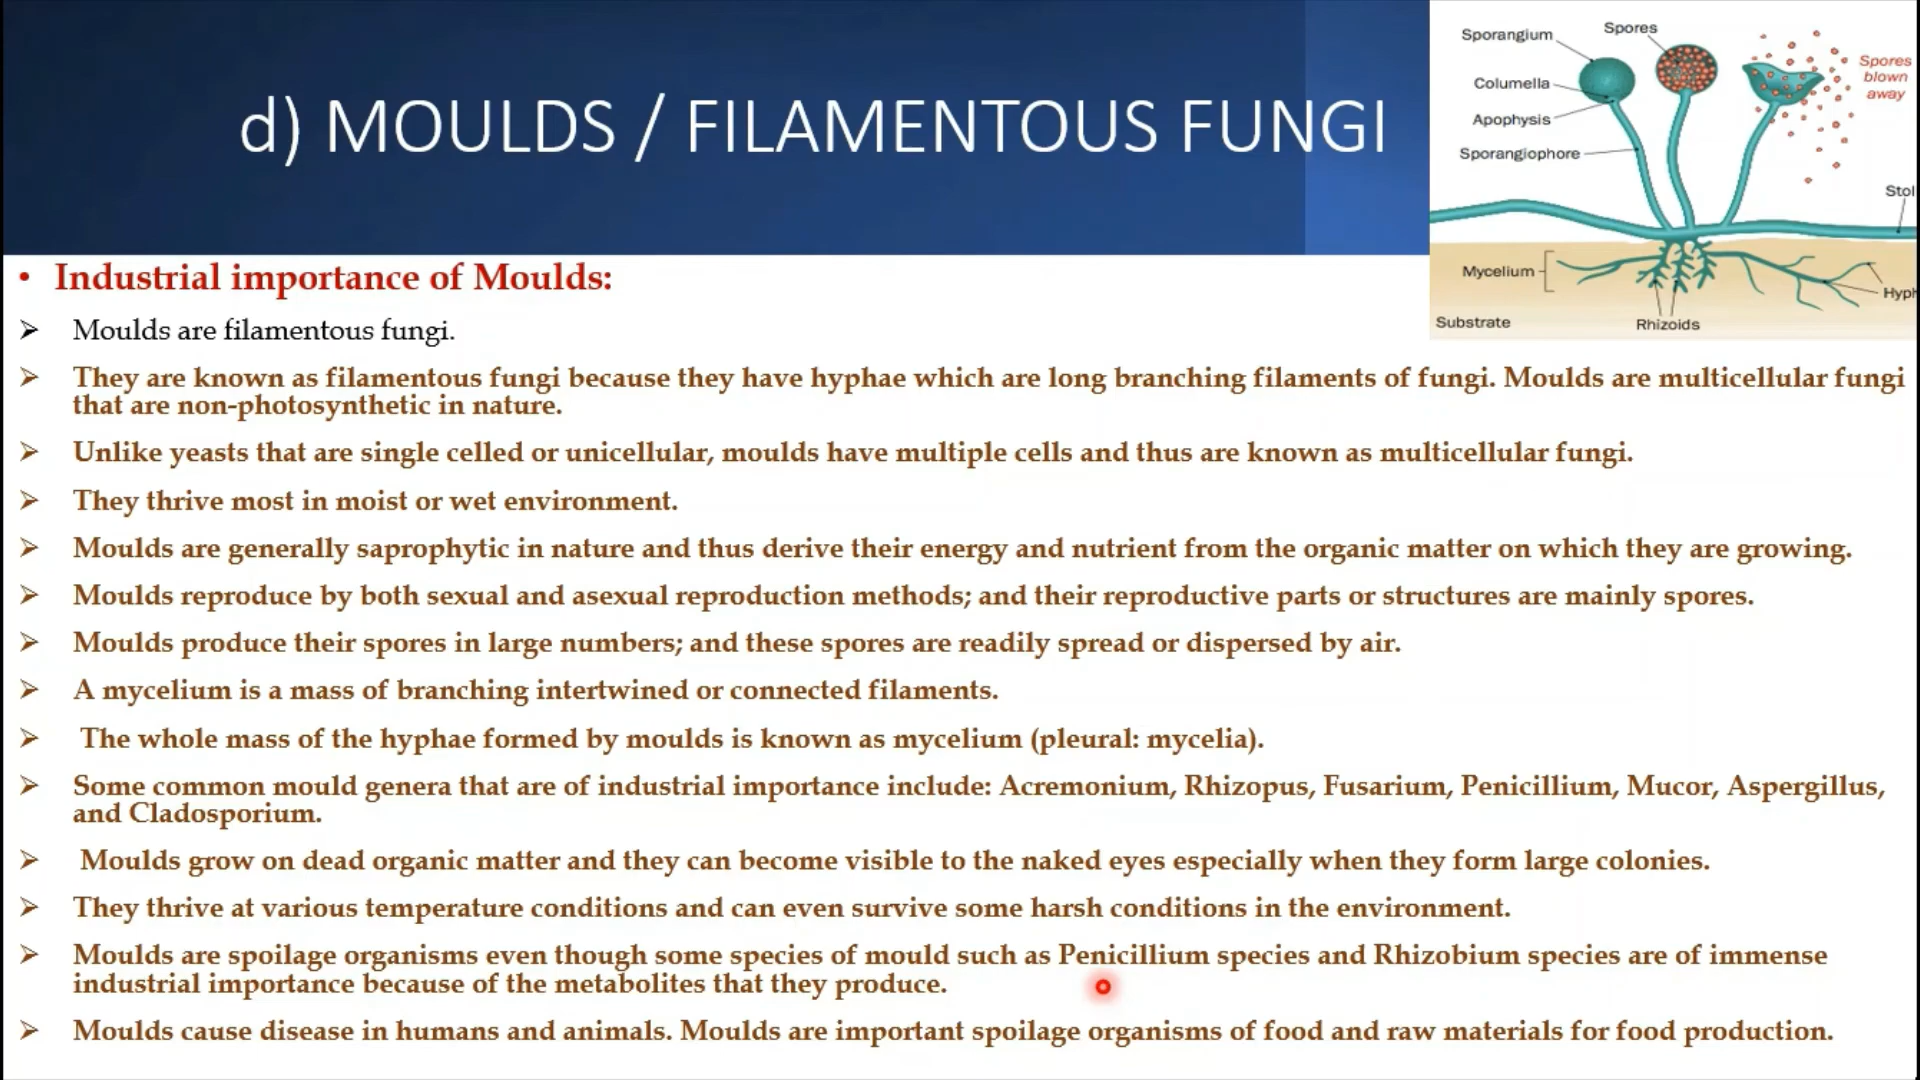 d) MOULDS / FILAMENTOUS FUNGI
Sporangium
Spores
Columella
Apophysis
Sporangiophore
Spores
blown
away
Stol
Mycelium
Hyph
Substrate
Rhizoids
• Industrial importance of Moulds:
➢ Moulds are filamentous fungi.
➢ They are known as filamentous fungi because they have hyphae which are long branching filaments of fungi. Moulds are multicellular fungi
that are non-photosynthetic in nature.
➢ Unlike yeasts that are single celled or unicellular, moulds have multiple cells and thus are known as multicellular fungi.
➢ They thrive most in moist or wet environment.
➢ Moulds are generally saprophytic in nature and thus derive their energy and nutrient from the organic matter on which they are growing.
➢ Moulds reproduce by both sexual and asexual reproduction methods; and their reproductive parts or structures are mainly spores.
➢ Moulds produce their spores in large numbers; and these spores are readily spread or dispersed by air.
➢ A mycelium is a mass of branching intertwined or connected filaments.
➢ The whole mass of the hyphae formed by moulds is known as mycelium (pleural: mycelia).
➢ Some common mould genera that are of industrial importance include: Acremonium, Rhizopus, Fusarium, Penicillium, Mucor, Aspergillus,
and Cladosporium.
➢ Moulds grow on dead organic matter and they can become visible to the naked eyes especially when they form large colonies.
➢ They thrive at various temperature conditions and can even survive some harsh conditions in the environment.
➢ Moulds are spoilage organisms even though some species of mould such as Penicillium species and Rhizobium species are of immense
industrial importance because of the metabolites that they produce.
➢ Moulds cause disease in humans and animals. Moulds are important spoilage organisms of food and raw materials for food production.